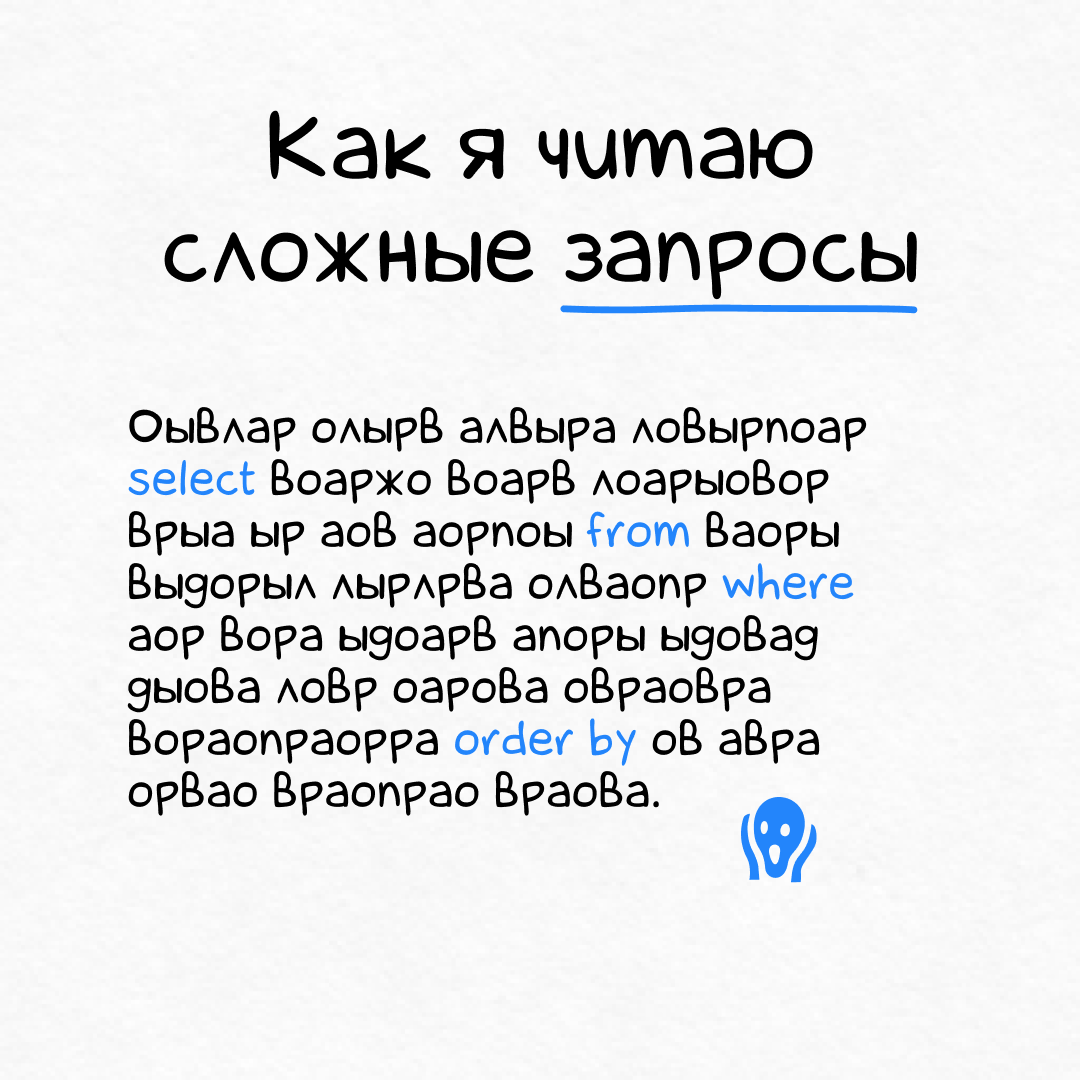 Как я читаю
сложные запросы
Оывлар олырв алвыра ловырпоар
select воаржо воарв лоарыовор
врыа ыр аов аорпоы from ваоры
выдорыл лырлрва олваопр where
аор вора ыдоарв апоры ыдовад
дыова ловр оарова овраовра
вораопраорра order by ов авра
орвао враопрао враова.